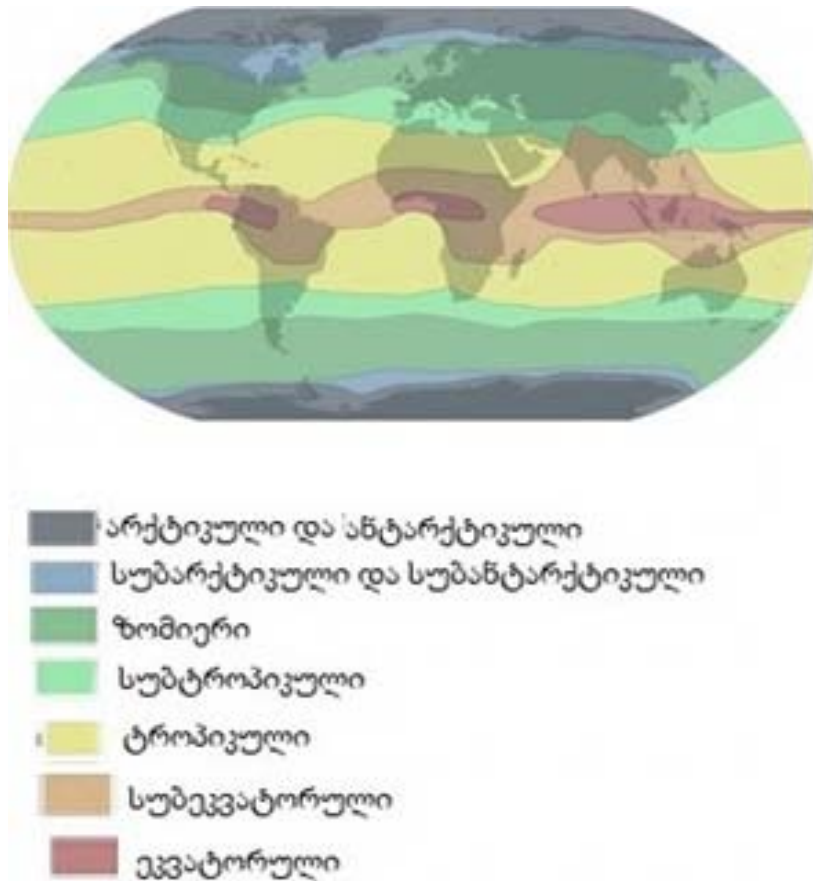 არქტიკული და ანტარქტიკული
სუბარქტიკული და სუბანტარქტიკული
ზომიერი
სუბტროპიკული
ტროპიკული
სუბეკვატორული
ეკვატორული